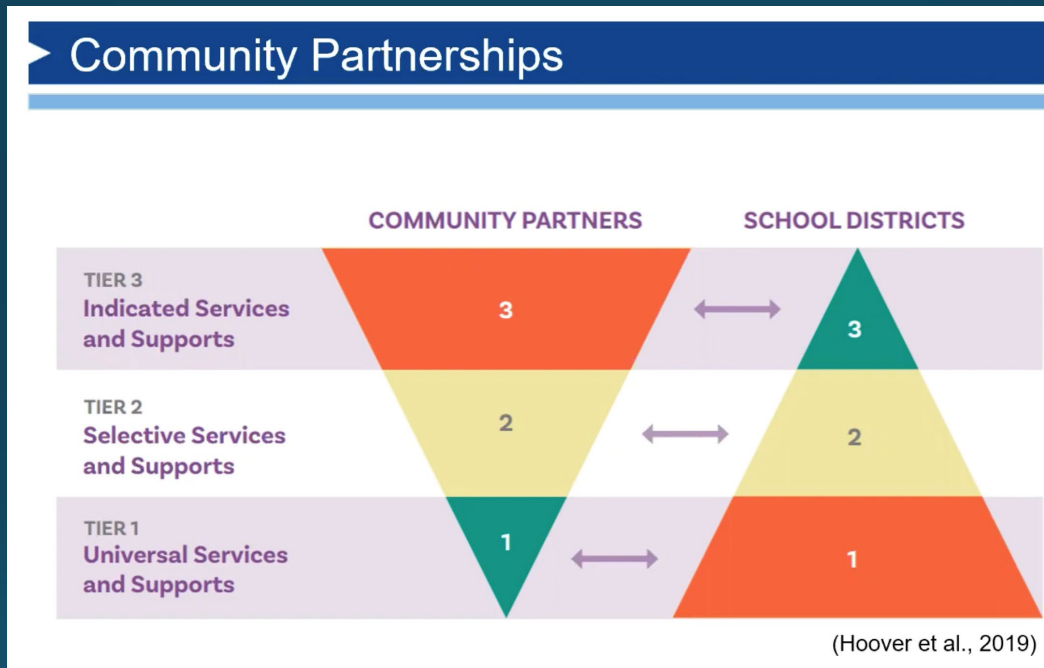 Community Partnerships
COMMUNITY PARTNERS
SCHOOL DISTRICTS
TIER 3
Indicated Services
and Supports
3
3
TIER 2
Selective Services
and Supports
2
2
TIER 1
Universal Services
and Supports
1
1
(Hoover et al., 2019)